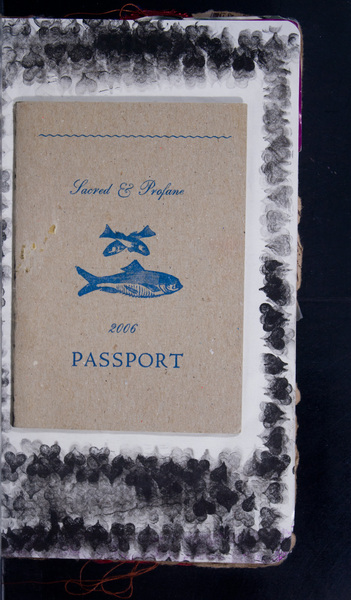 Sacred & Profane
2006
PASSPORT